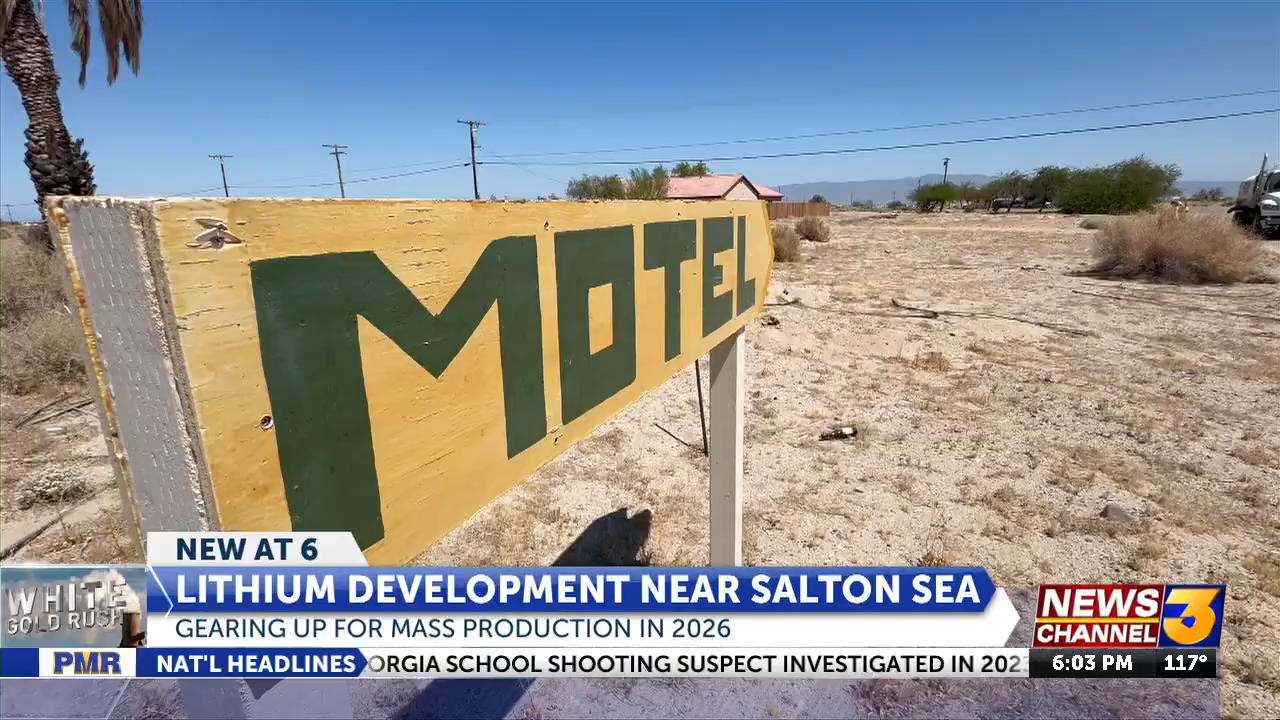 MOTEL
NEW AT 6
LITHIUM DEVELOPMENT NEAR SALTON SEA
WHITE
GOLD RUSH
GEARING UP FOR MASS PRODUCTION IN 2026
NEWS
CHANNEL 3
PMR NAT'L HEADLINES ORGIA SCHOOL SHOOTING SUSPECT INVESTIGATED IN 202
6:03 PM 117°